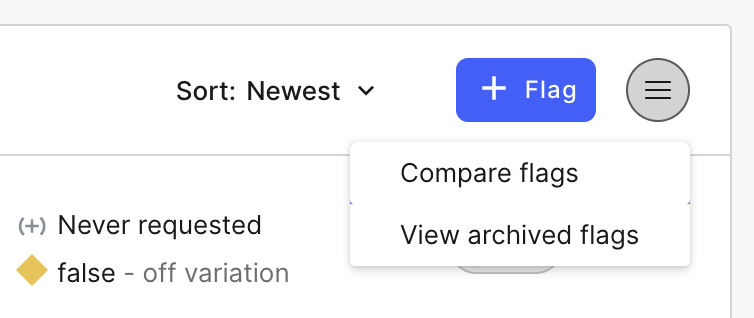 Sort: Newest
+ Flag
Compare flags
View archived flags
(+) Never requested
false - off variation